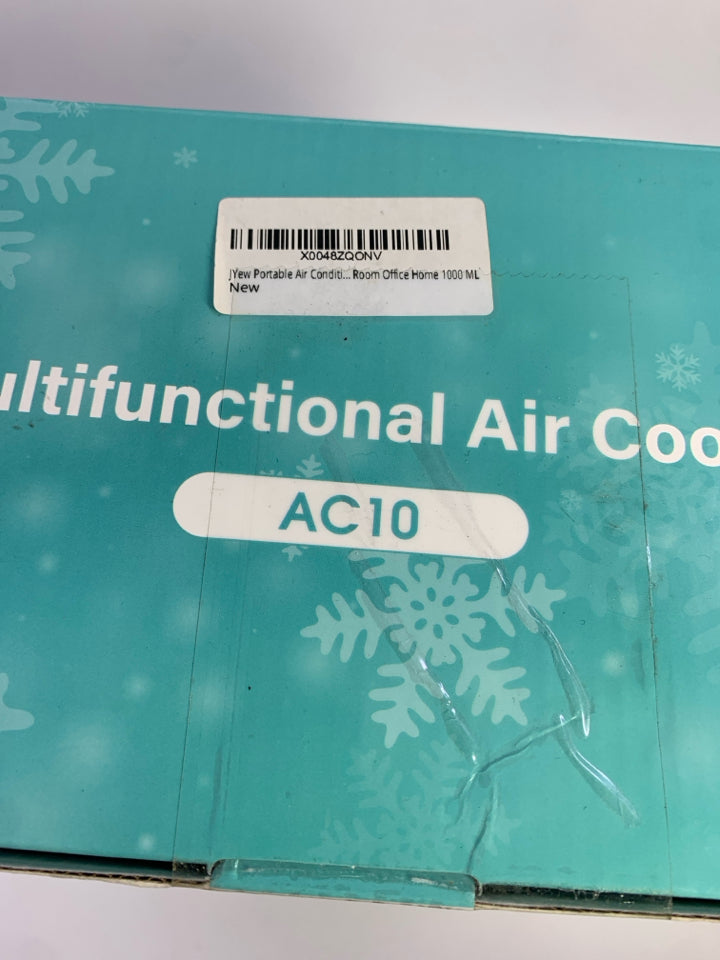 X0048ZQONV
JYew Portable Air Conditi... Room Office Home 1000 ML
New
ultifunctional Air Coo
AC10